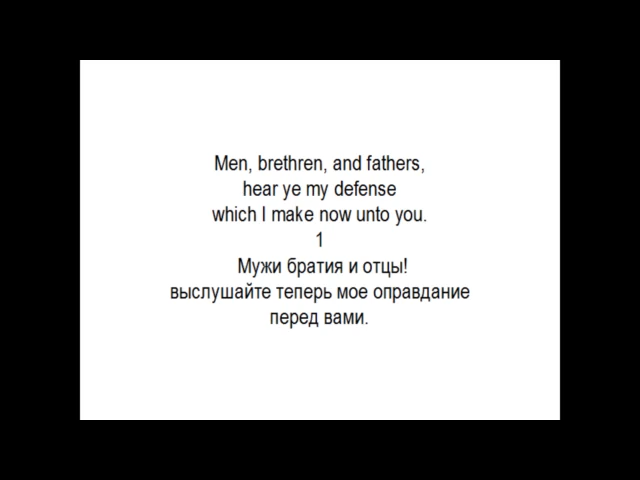 Men, brethren, and fathers,
hear ye my defense
which I make now unto you.
1
Мужи братия и отцы!
выслушайте теперь мое оправдание
перед вами.